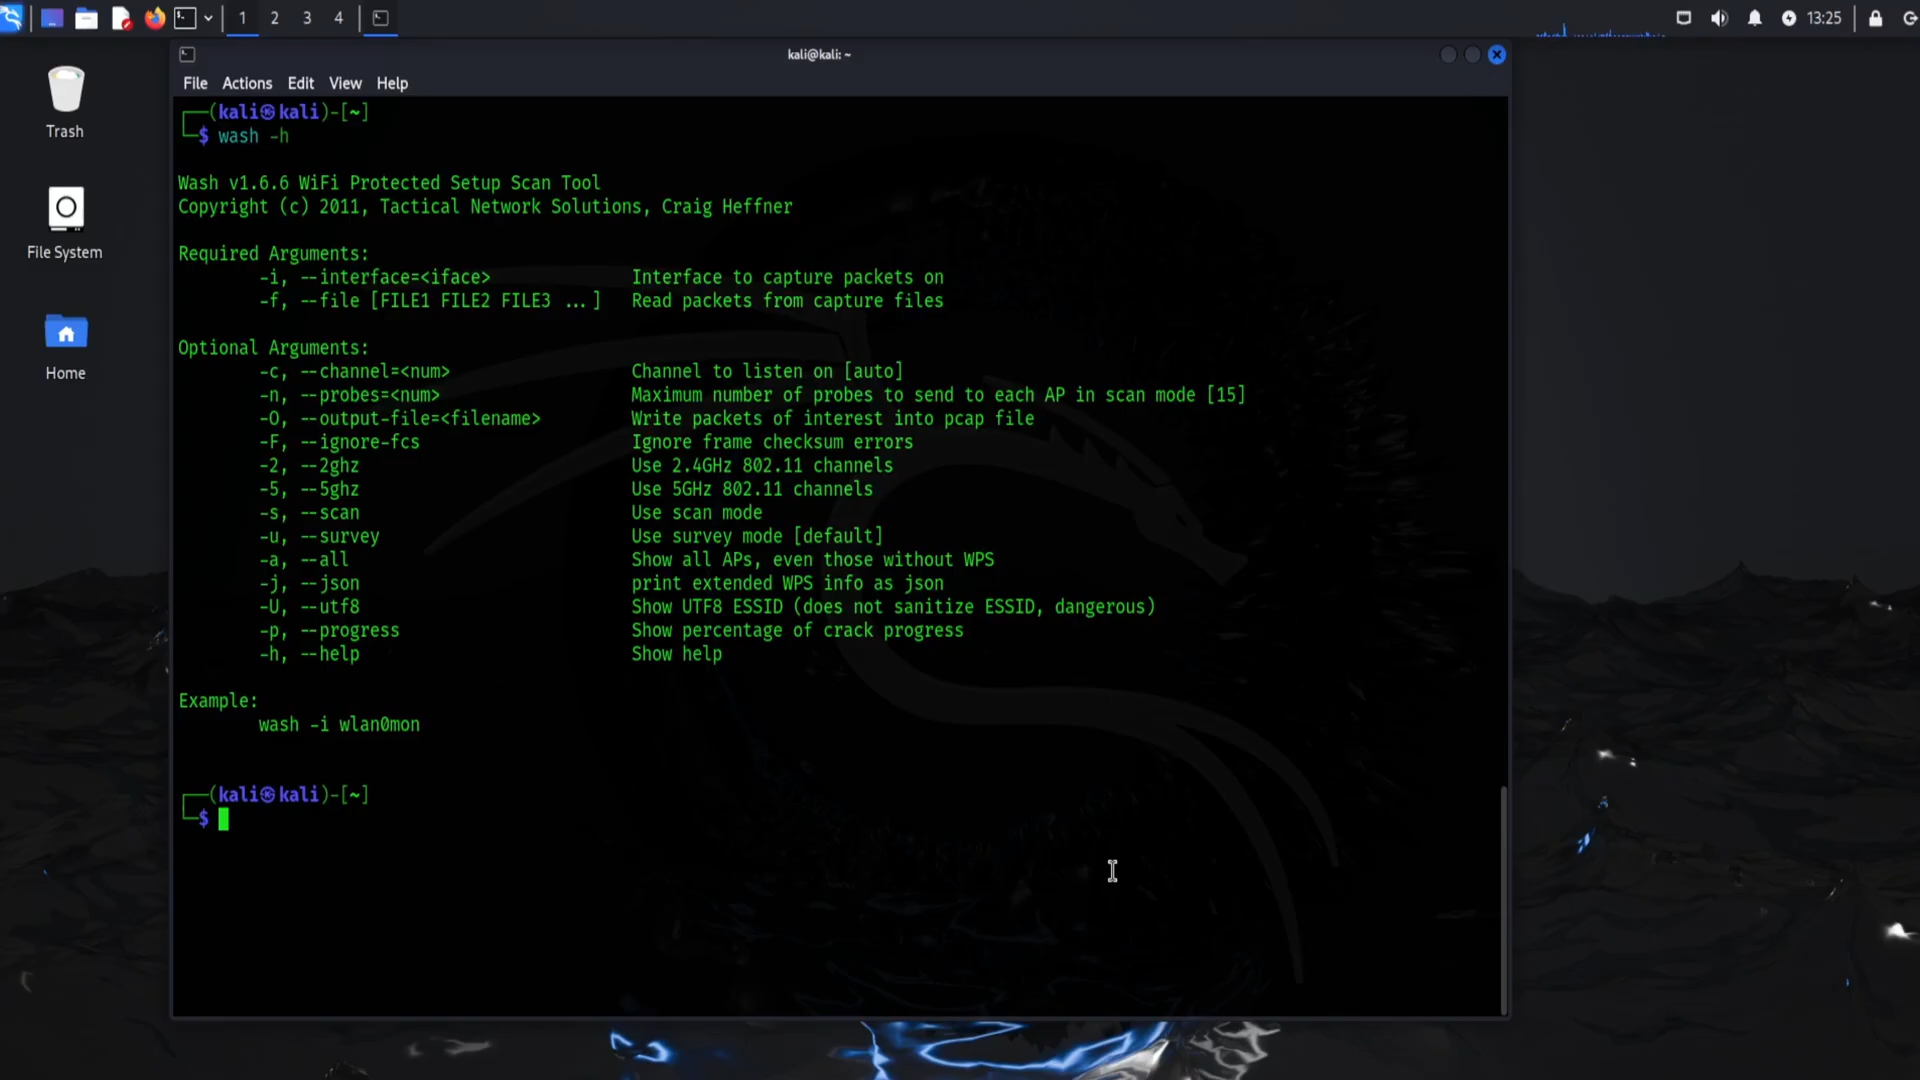 1 2 3 4
13:25
kali@kali: ~
File Actions Edit View Help
Trash
File System
Home
┌──(kali㉿kali)-[~]
└─$ wash -h
Wash v1.6.6 WiFi Protected Setup Scan Tool
Copyright (c) 2011, Tactical Network Solutions, Craig Heffner
Required Arguments:
-i, --interface=<iface> Interface to capture packets on
-f, --file [FILE1 FILE2 FILE3 ...] Read packets from capture files
Optional Arguments:
-c, --channel=<num> Channel to listen on [auto]
-n, --probes=<num> Maximum number of probes to send to each AP in scan mode [15]
-O, --output-file=<filename> Write packets of interest into pcap file
-F, --ignore-fcs Ignore frame checksum errors
-2, --2ghz Use 2.4GHz 802.11 channels
-5, --5ghz Use 5GHz 802.11 channels
-s, --scan Use scan mode
-u, --survey Use survey mode [default]
-a, --all Show all APs, even those without WPS
-j, --json print extended WPS info as json
-U, --utf8 Show UTF8 ESSID (does not sanitize ESSID, dangerous)
-p, --progress Show percentage of crack progress
-h, --help Show help
Example:
wash -i wlan0mon
┌──(kali㉿kali)-[~]
└─$